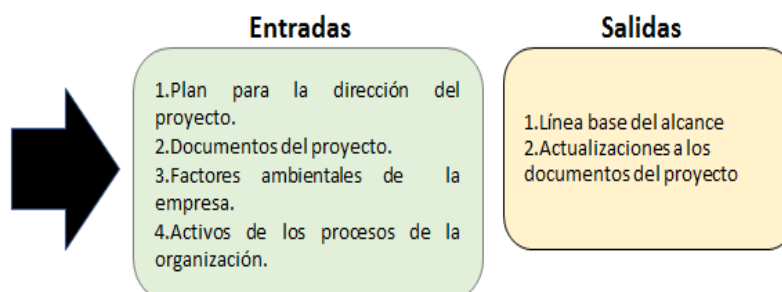 Entradas
1.Plan para la dirección del
proyecto.
2.Documentos del proyecto.
3.Factores ambientales de la
empresa.
4.Activos de los procesos de la
organización.
Salidas
1.Línea base del alcance
2.Actualizaciones a los
documentos del proyecto